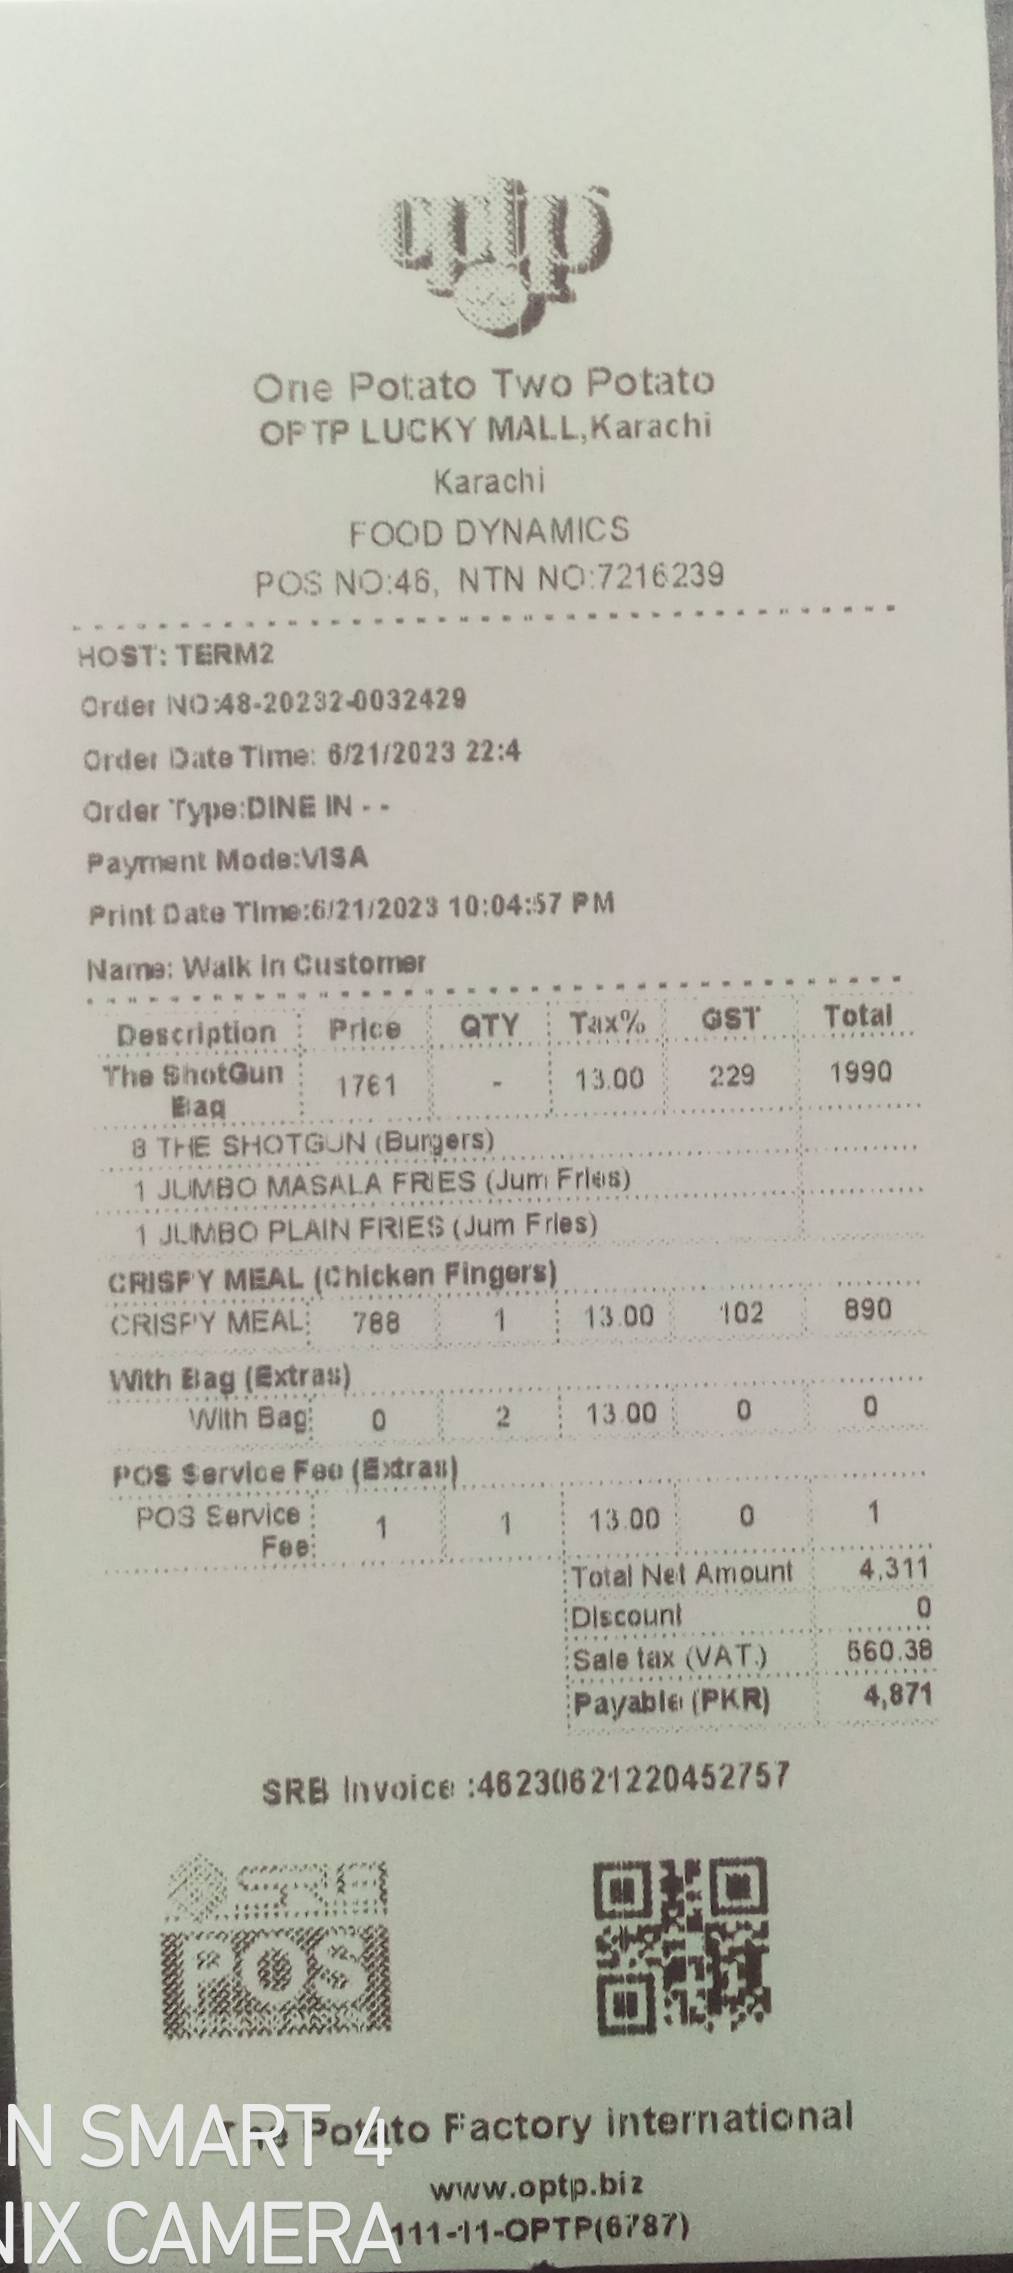 optp
One Potato Two Potato
OPTP LUCKY MALL,Karachi
Karachi
FOOD DYNAMICS
POS NO:46, NTN NO:7216239
HOST: TERM2
Order NO:48-20232-0032429
Order Date Time: 6/21/2023 22:4
Order Type:DINE IN - -
Payment Mode:VISA
Print Date Time:6/21/2023 10:04:57 PM
Name: Walk in Customer
Description Price QTY Tax% GST Total
The ShotGun Bag 1761 - 13.00 229 1990
8 THE SHOTGUN (Burgers)
1 JUMBO MASALA FRIES (Jum Fries)
1 JUMBO PLAIN FRIES (Jum Fries)
CRISPY MEAL (Chicken Fingers)
CRISPY MEAL 788 1 13.00 102 890
With Bag (Extras)
With Bag 0 2 13.00 0 0
POS Service Fee (Extras)
POS Service Fee 1 1 13.00 0 1
Total Net Amount 4,311
Discount 0
Sale tax (VAT.) 560.38
Payable (PKR) 4,871
SRB Invoice :46230621220452757
SRB
POS
The Potato Factory international
www.optp.biz
111-11-OPTP(6787)
N SMART 4
NIX CAMERA